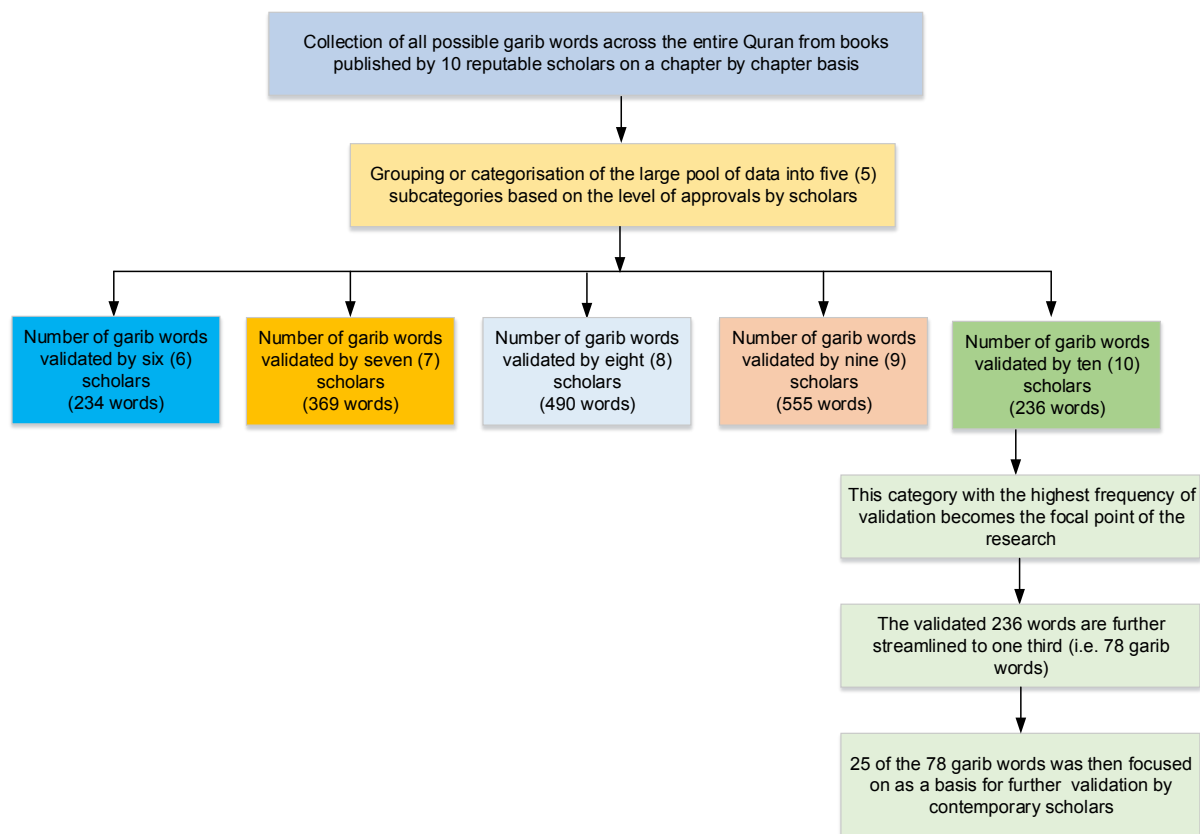 Collection of all possible garib words across the entire Quran from books
published by 10 reputable scholars on a chapter by chapter basis
Grouping or categorisation of the large pool of data into five (5)
subcategories based on the level of approvals by scholars
Number of garib words
validated by six (6)
scholars
(234 words)
Number of garib words
validated by seven (7)
scholars
(369 words)
Number of garib words
validated by eight (8)
scholars
(490 words)
Number of garib words
validated by nine (9)
scholars
(555 words)
Number of garib words
validated by ten (10)
scholars
(236 words)
This category with the highest frequency of
validation becomes the focal point of the
research
The validated 236 words are further
streamlined to one third (i.e. 78 garib
words)
25 of the 78 garib words was then focused
on as a basis for further validation by
contemporary scholars